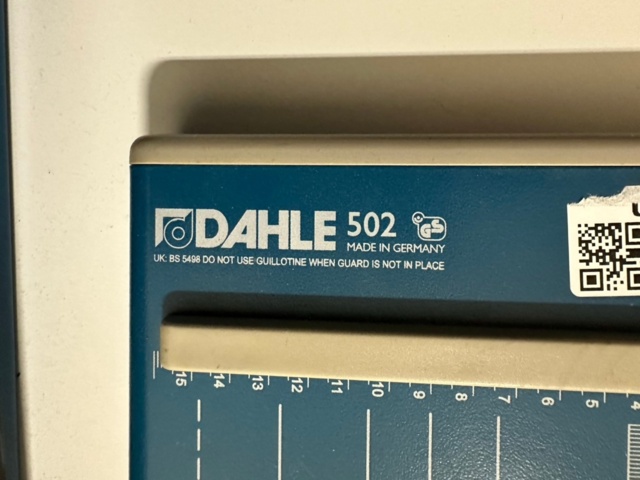 DAHLE 502 GS
MADE IN GERMANY
UK: BS 5498 DO NOT USE GUILLOTINE WHEN GUARD IS NOT IN PLACE
15 14 13 12 11 10 9 8 7 6 5 4